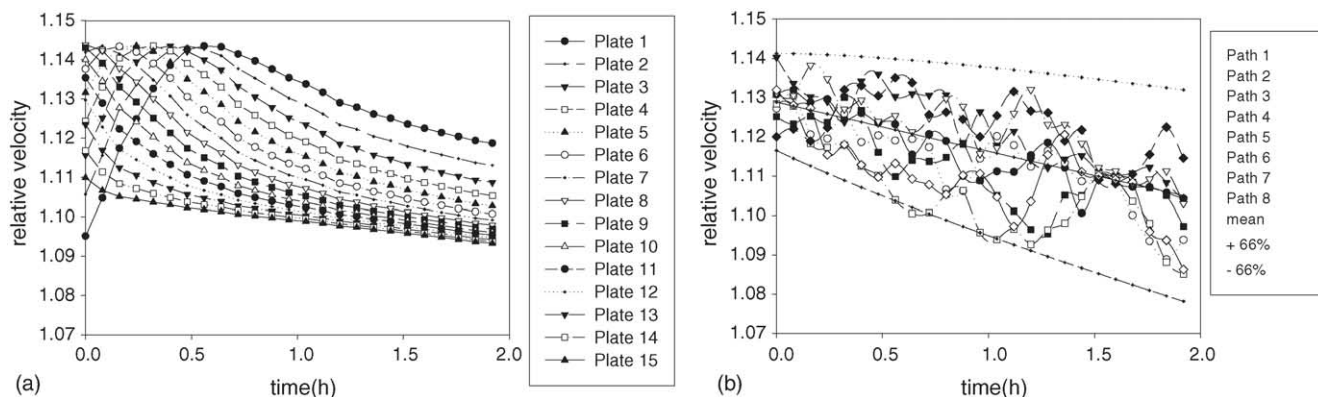 1.15
1.14
1.13
1.12
1.11
1.10
1.09
1.08
1.07
relative velocity
0.0 0.5 1.0 1.5 2.0
time(h)
(a)
Plate 1
Plate 2
Plate 3
Plate 4
Plate 5
Plate 6
Plate 7
Plate 8
Plate 9
Plate 10
Plate 11
Plate 12
Plate 13
Plate 14
Plate 15
1.15
1.14
1.13
1.12
1.11
1.10
1.09
1.08
1.07
relative velocity
0.0 0.5 1.0 1.5 2.0
time(h)
(b)
Path 1
Path 2
Path 3
Path 4
Path 5
Path 6
Path 7
Path 8
mean
+ 66%
- 66%